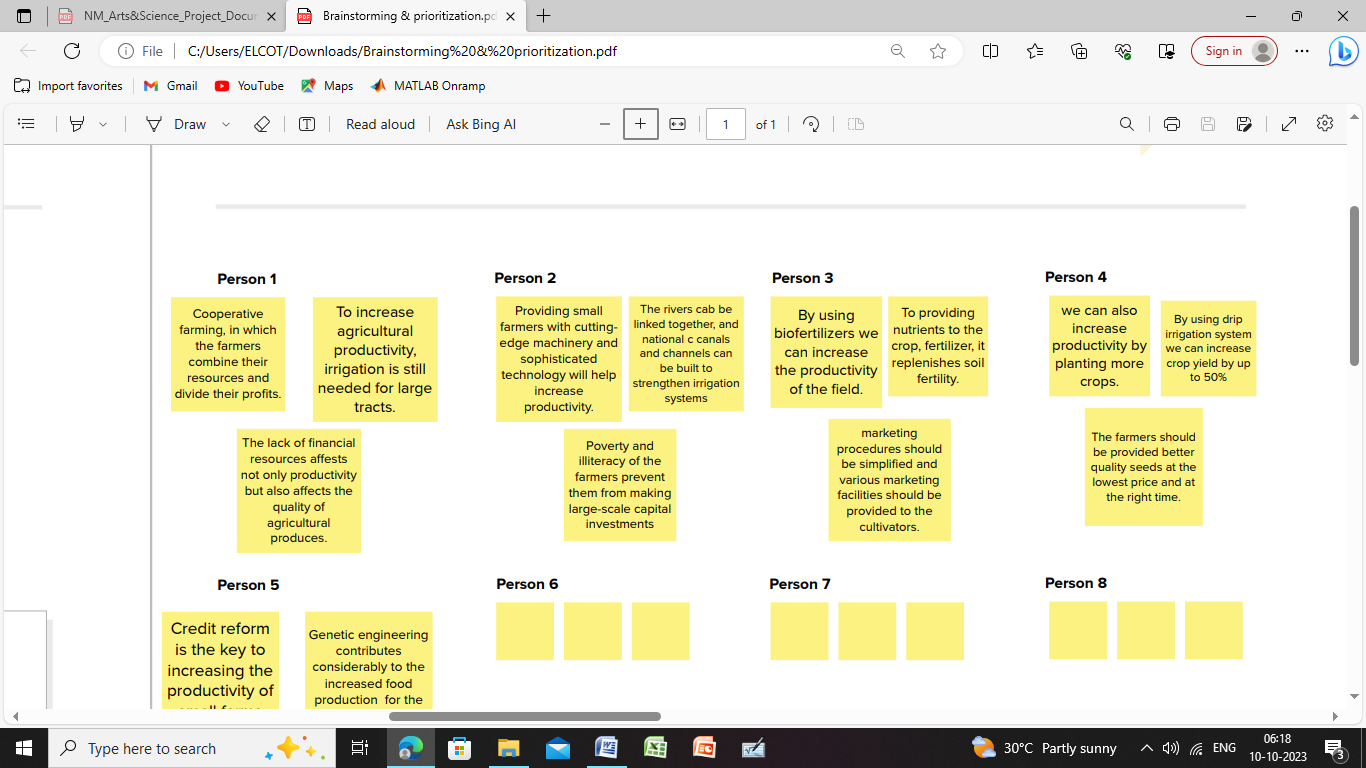 NM_Arts&Science_Project_Docu
Brainstorming & prioritization.pd
File
C:/Users/ELCOT/Downloads/Brainstorming%20&%20prioritization.pdf
Sign in
Import favorites
Gmail
YouTube
Maps
MATLAB Onramp
Draw
Read aloud
Ask Bing AI
1
of 1
Person 1
Cooperative
farming, in which
the farmers
combine their
resources and
divide their profits.
To increase
agricultural
productivity,
irrigation is still
needed for large
tracts.
The lack of financial
resources affests
not only productivity
but also affects the
quality of
agricultural
produces.
Person 2
Providing small
farmers with cutting-
edge machinery and
sophisticated
technology will help
increase
productivity.
The rivers cab be
linked together, and
national c canals
and channels can
be built to
strengthen irrigation
systems
Poverty and
illiteracy of the
farmers prevent
them from making
large-scale capital
investments
Person 3
By using
biofertilizers we
can increase
the productivity
of the field.
To providing
nutrients to the
crop, fertilizer, it
replenishes soil
fertility.
marketing
procedures should
be simplified and
various marketing
facilities should be
provided to the
cultivators.
Person 4
we can also
increase
productivity by
planting more
crops.
By using drip
irrigation system
we can increase
crop yield by up
to 50%
The farmers should
be provided better
quality seeds at the
lowest price and at
the right time.
Person 5
Credit reform
is the key to
increasing the
productivity of
Genetic engineering
contributes
considerably to the
increased food
production for the
Person 6
Person 7
Person 8
Type here to search
30°C Partly sunny
ENG
06:18
10-10-2023
3